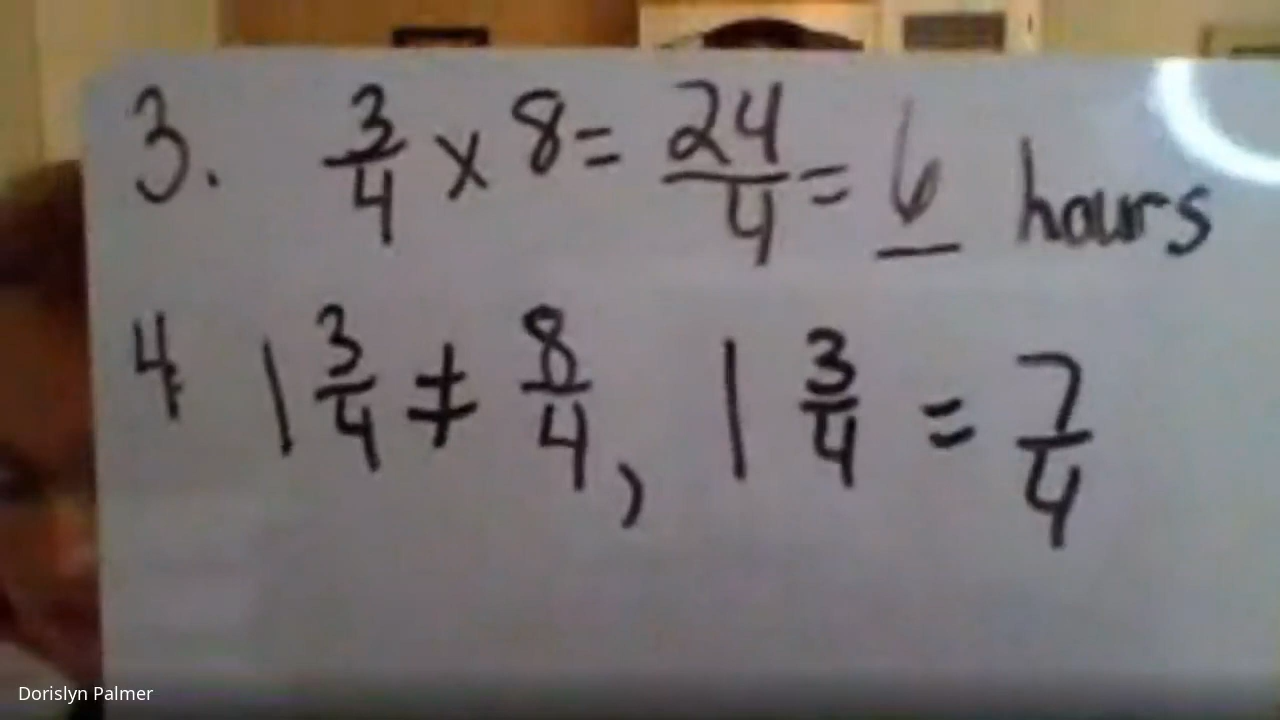 3. 3/4 x 8 = 24/4 = 6 hours
4. 1 3/4 ≠ 8/4, 1 3/4 = 7/4
Dorislyn Palmer